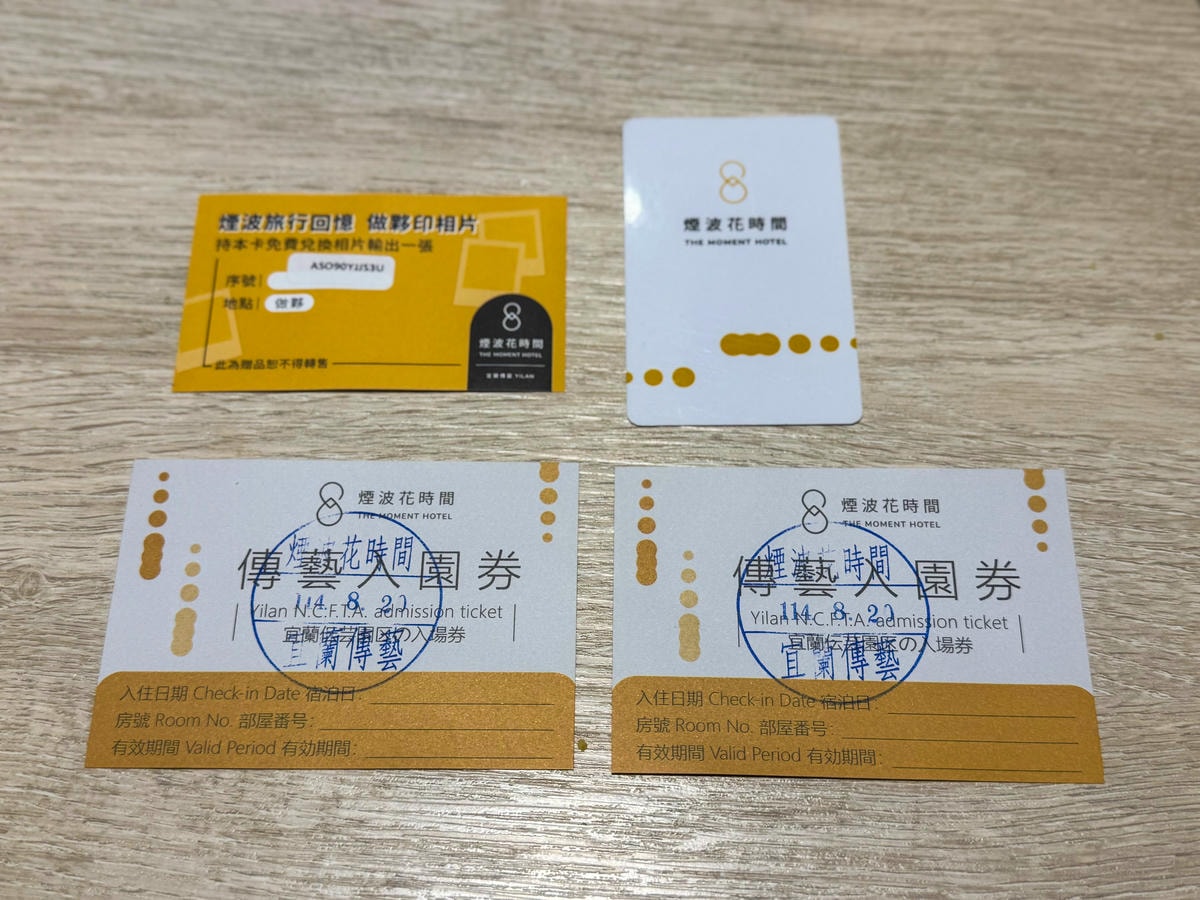 煙波旅行回憶 做夥印相片
持本卡免費兌換相片輸出一張
序號|
ASO90YJJS3U
地點| 做夥
此為贈品恕不得轉售
煙波花時間
THE MOMENT HOTEL
宜蘭傳藝 YILAN
煙波花時間
THE MOMENT HOTEL
煙波花時間
THE MOMENT HOTEL
傳藝入園券
Yilan N.C.F.T.A. admission ticket
宜蘭伝芸園区の入場券
煙波花時間
114 8 20
宜蘭傳藝
入住日期 Check-in Date 宿泊日:
房號 Room No. 部屋番号:
有效期間 Valid Period 有効期間:
煙波花時間
THE MOMENT HOTEL
傳藝入園券
Yilan N.C.F.T.A. admission ticket
宜蘭伝芸園区の入場券
煙波花時間
114 8 20
宜蘭傳藝
入住日期 Check-in Date 宿泊日:
房號 Room No. 部屋番号:
有效期間 Valid Period 有効期間: